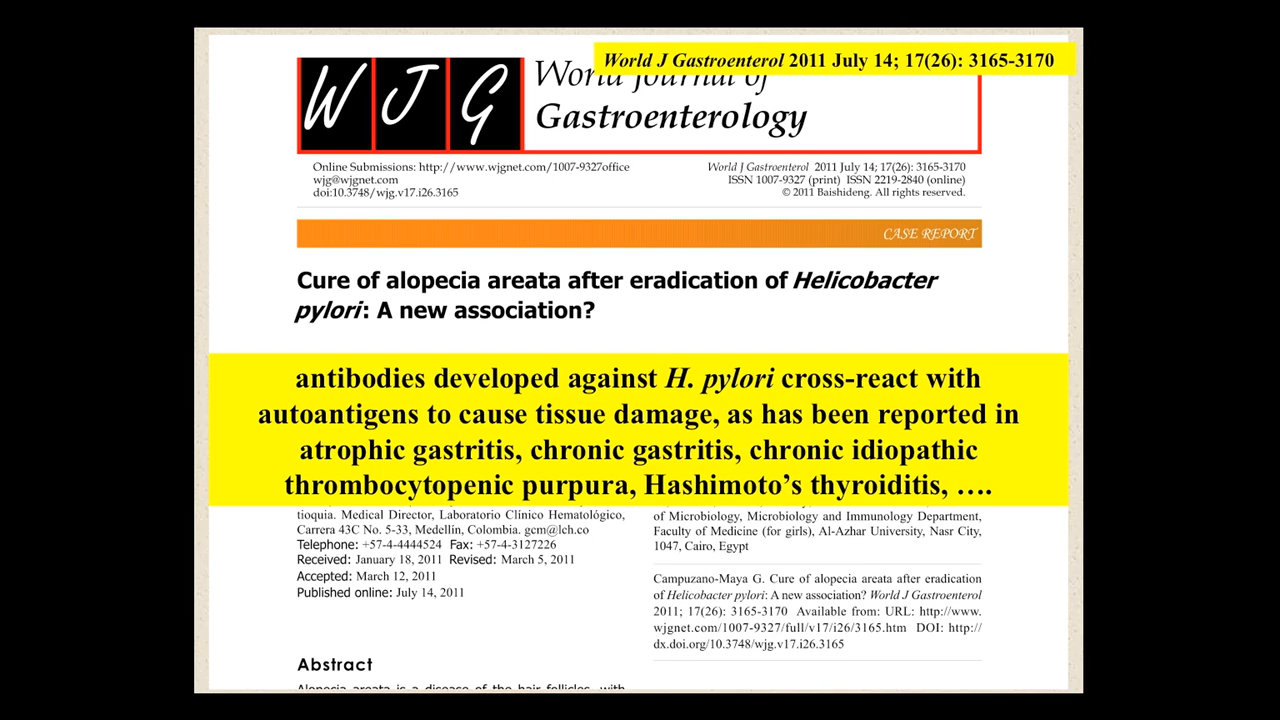 World J Gastroenterol 2011 July 14; 17(26): 3165-3170
WJG
World Journal of
Gastroenterology
Online Submissions: http://www.wjgnet.com/1007-9327office
wjg@wjgnet.com
doi:10.3748/wjg.v17.i26.3165
World J Gastroenterol 2011 July 14; 17(26): 3165-3170
ISSN 1007-9327 (print) ISSN 2219-2840 (online)
© 2011 Baishideng. All rights reserved.
CASE REPORT
Cure of alopecia areata after eradication of Helicobacter
pylori: A new association?
antibodies developed against H. pylori cross-react with
autoantigens to cause tissue damage, as has been reported in
atrophic gastritis, chronic gastritis, chronic idiopathic
thrombocytopenic purpura, Hashimoto’s thyroiditis, ….
tioquia. Medical Director, Laboratorio Clínico Hematológico,
Carrera 43C No. 5-33, Medellín, Colombia. gcm@lch.co
Telephone: +57-4-4444524 Fax: +57-4-3127226
Received: January 18, 2011 Revised: March 5, 2011
Accepted: March 12, 2011
Published online: July 14, 2011
Abstract
Alopecia areata is a disease of the hair follicles, with
of Microbiology, Microbiology and Immunology Department,
Faculty of Medicine (for girls), Al-Azhar University, Nasr City,
1047, Cairo, Egypt
Campuzano-Maya G. Cure of alopecia areata after eradication
of Helicobacter pylori: A new association? World J Gastroenterol
2011; 17(26): 3165-3170 Available from: URL: http://www.
wjgnet.com/1007-9327/full/v17/i26/3165.htm DOI: http://
dx.doi.org/10.3748/wjg.v17.i26.3165